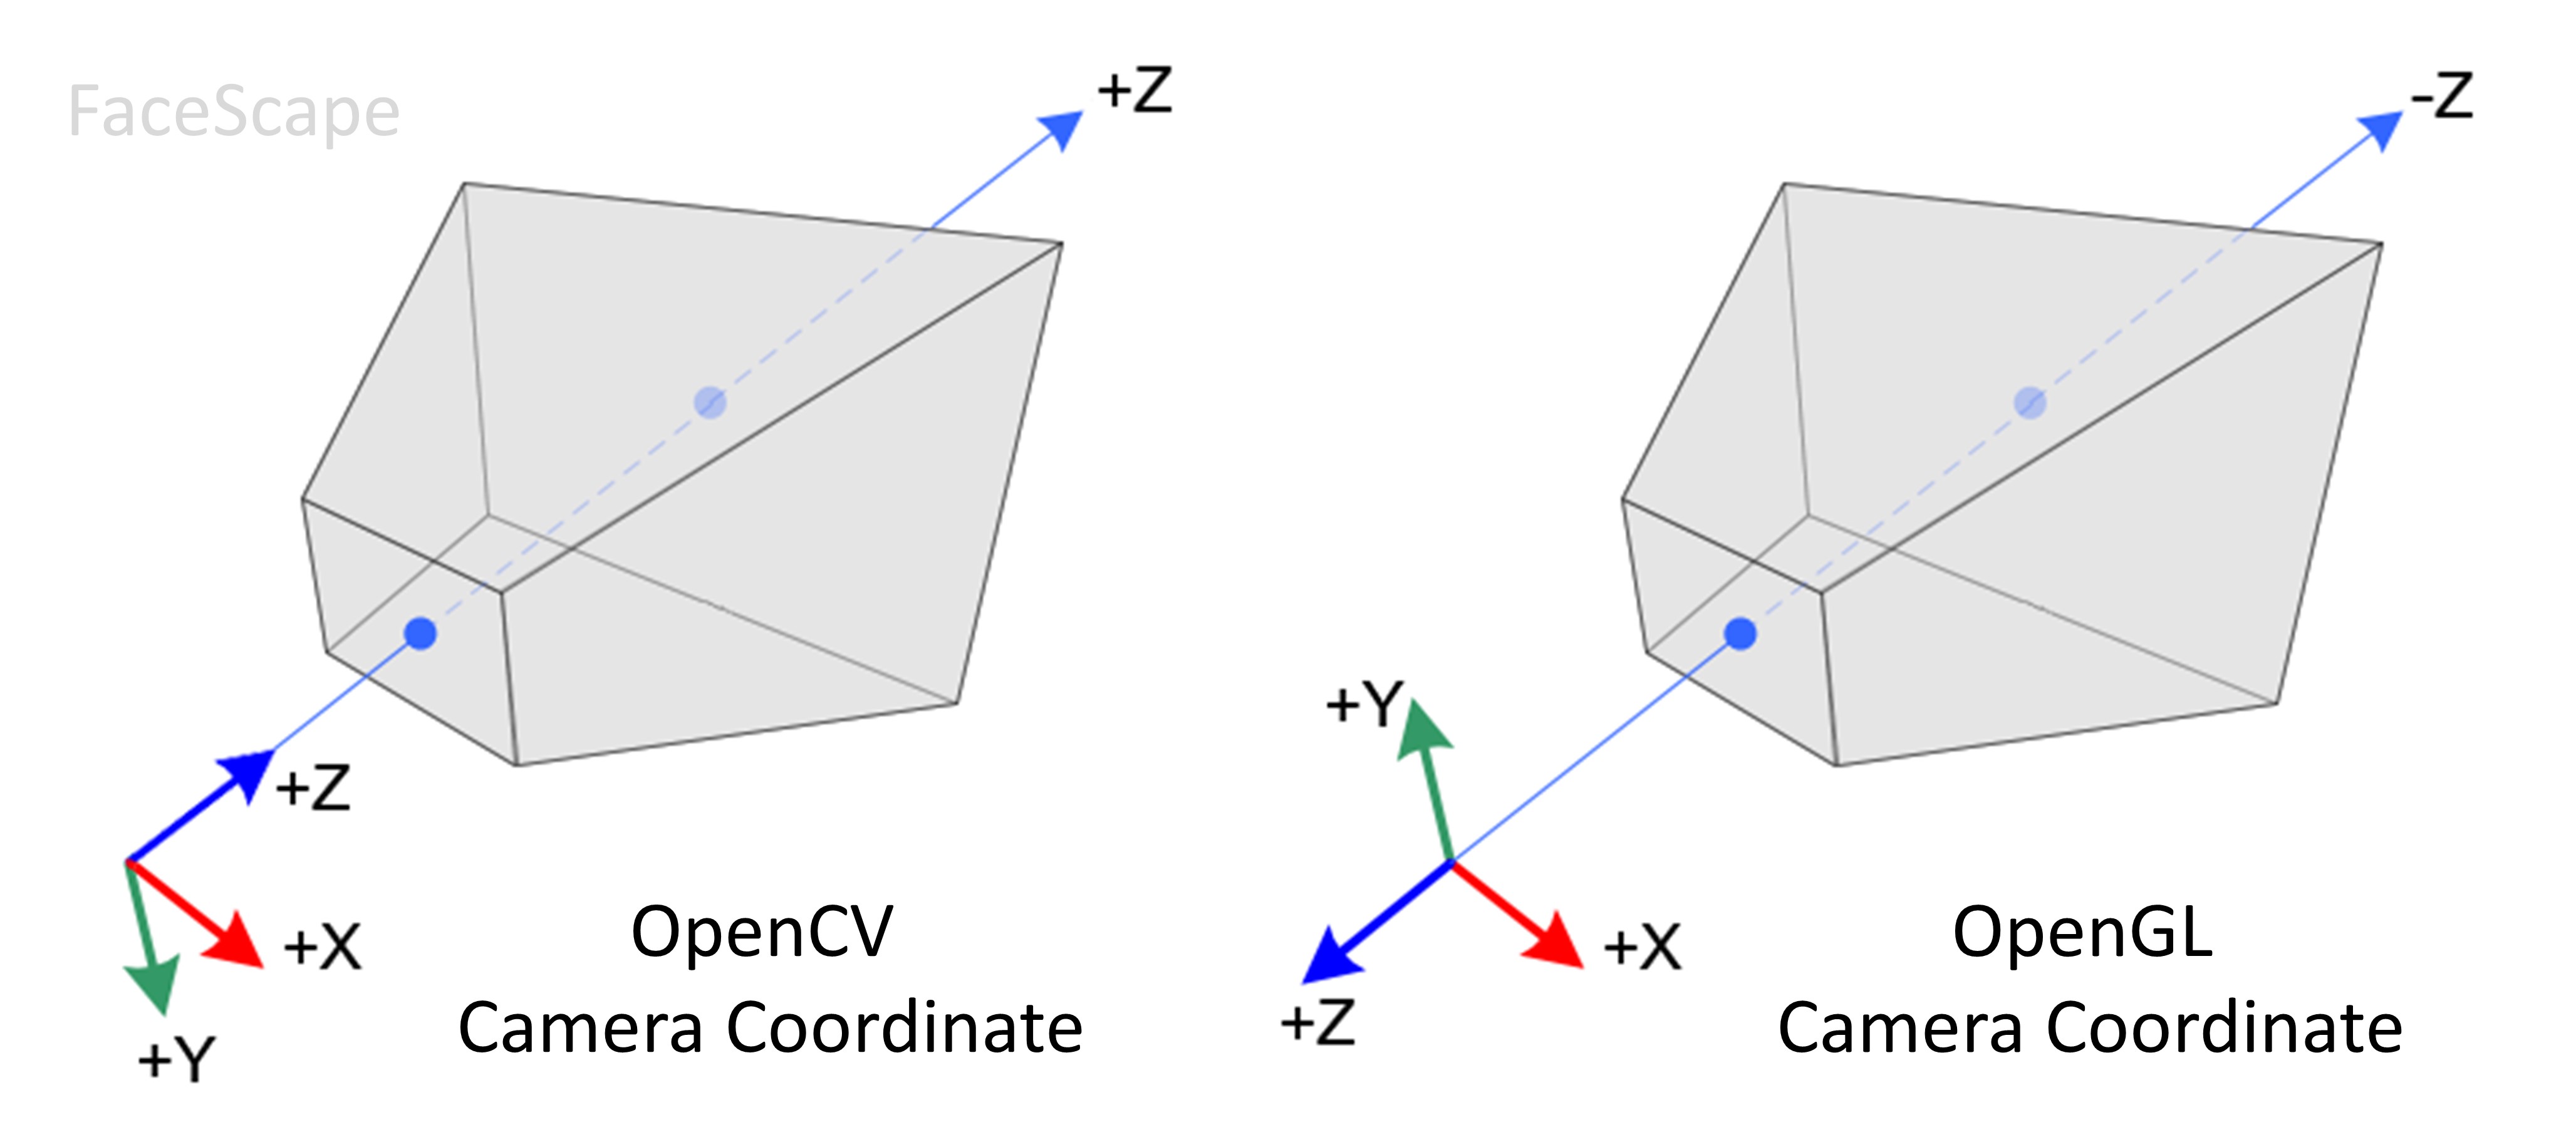 FaceScape
+Z
+Z
+X
+Y
OpenCV
Camera Coordinate
-Z
+Y
+X
+Z
OpenGL
Camera Coordinate